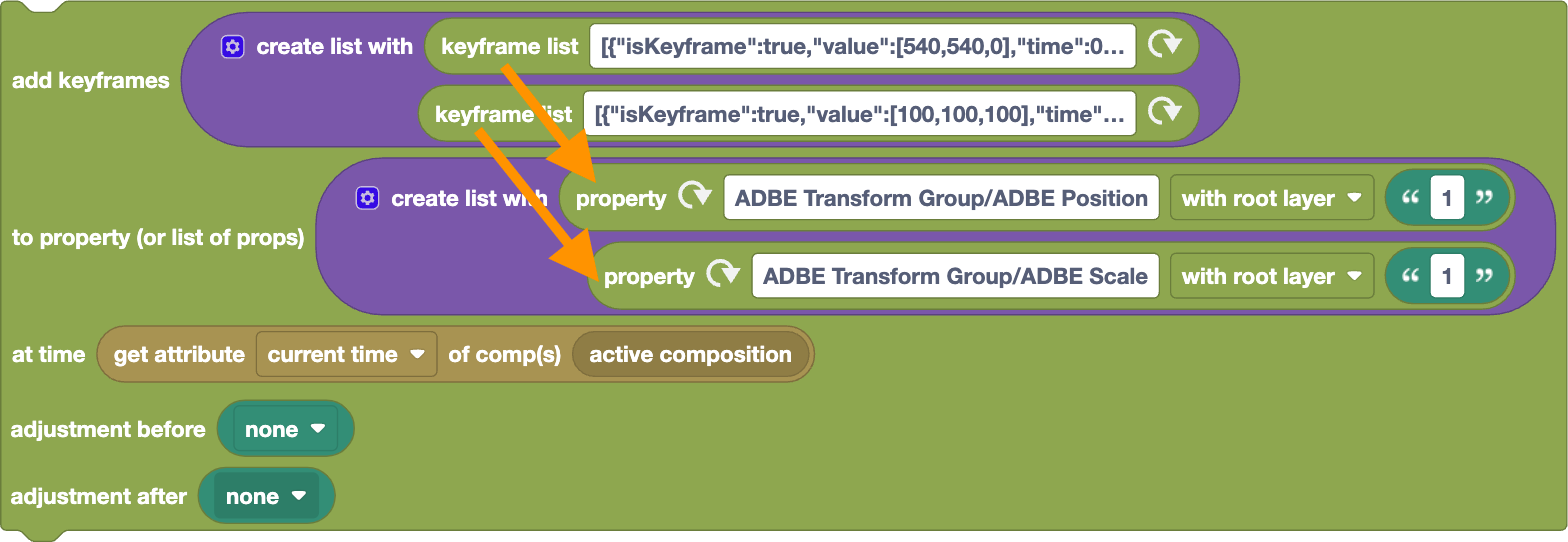 create list with keyframe list [{"isKeyframe":true,"value":[540,540,0],"time":0...
add keyframes
keyframe list [{"isKeyframe":true,"value":[100,100,100],"time"...
create list with property ADBE Transform Group/ADBE Position with root layer “ 1 ”
to property (or list of props)
property ADBE Transform Group/ADBE Scale with root layer “ 1 ”
at time get attribute current time of comp(s) active composition
adjustment before none
adjustment after none